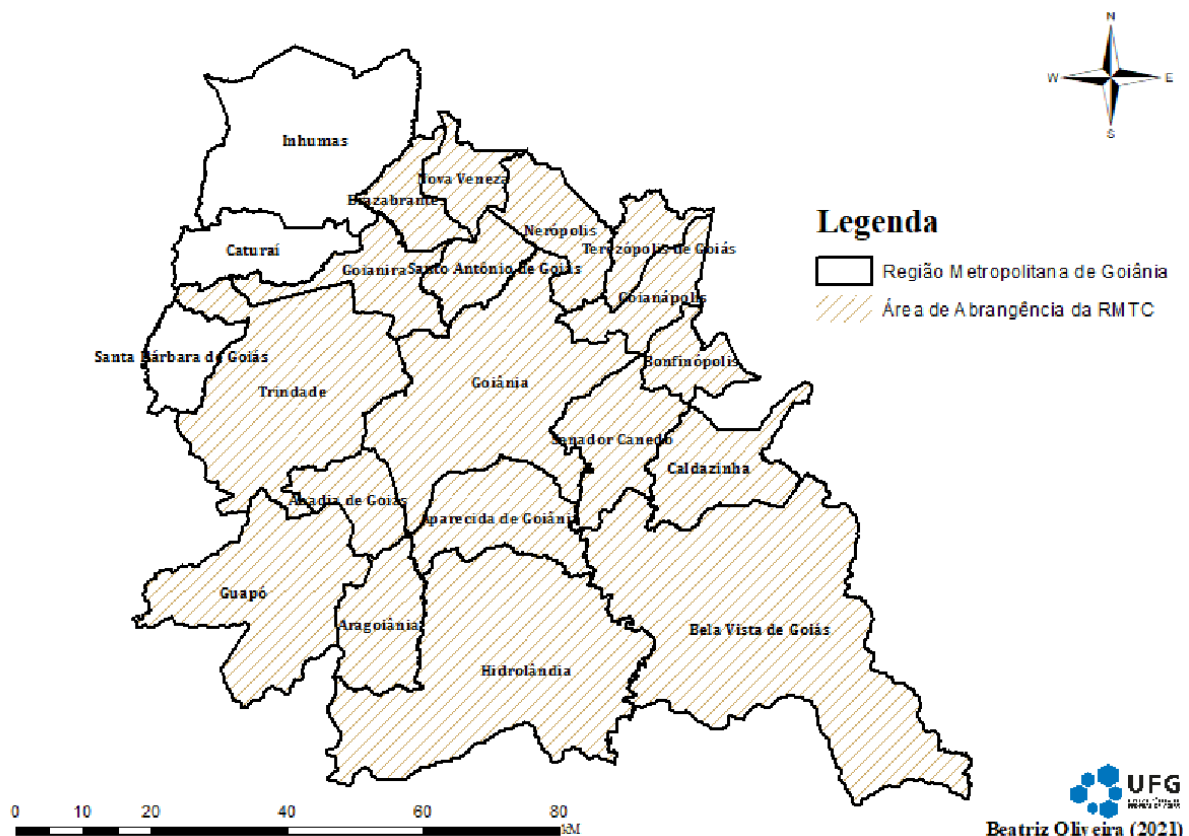 N
W
E
S
Inhumas
Nova Veneza
Brazabrantes
Nerópolis
Terezópolis de Goiás
Caturaí
Goianira
Santo Antônio de Goiás
Goianápolis
Santa Bárbara de Goiás
Bonfinópolis
Trindade
Goiânia
Senador Canedo
Caldazinha
Abadia de Goiás
Aparecida de Goiânia
Guapó
Aragoiânia
Bela Vista de Goiás
Hidrolândia
Legenda
Região Metropolitana de Goiânia
Área de Abrangência da RMTC
0 10 20 40 60 80
KM
UFG
Beatriz Oliveira (2021)